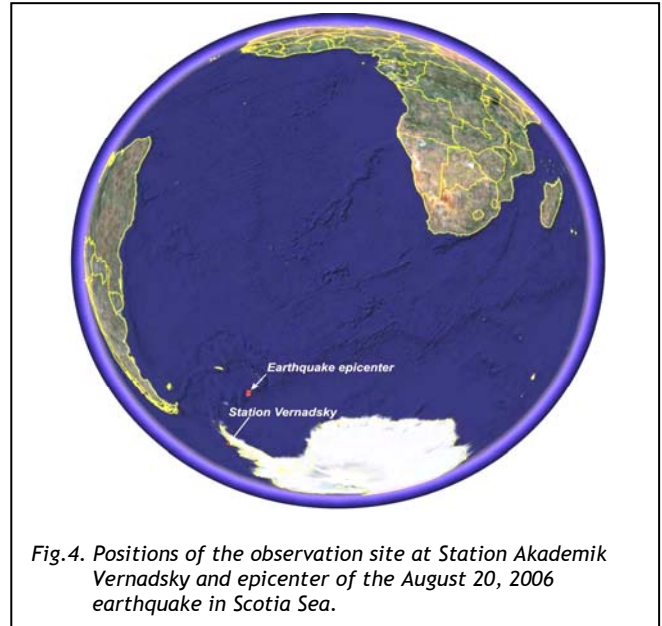 Earthquake epicenter
Station Vernadsky
Fig.4. Positions of the observation site at Station Akademik
Vernadsky and epicenter of the August 20, 2006
earthquake in Scotia Sea.